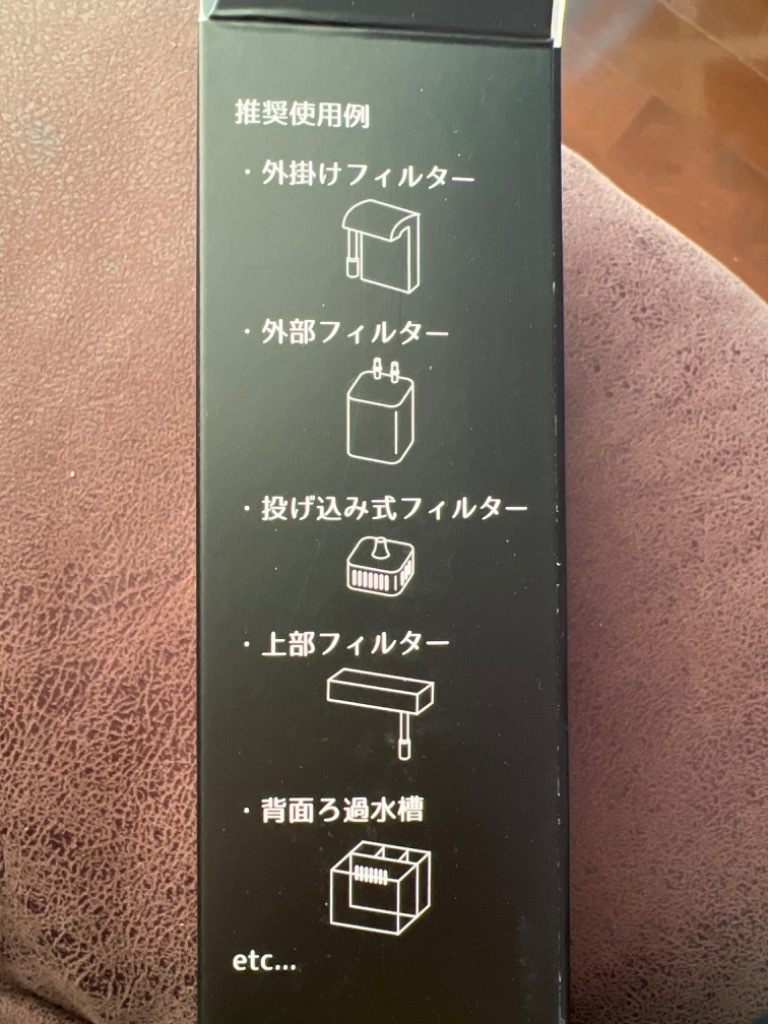 推奨使用例
・外掛けフィルター
・外部フィルター
・投げ込み式フィルター
・上部フィルター
・背面ろ過水槽
etc...